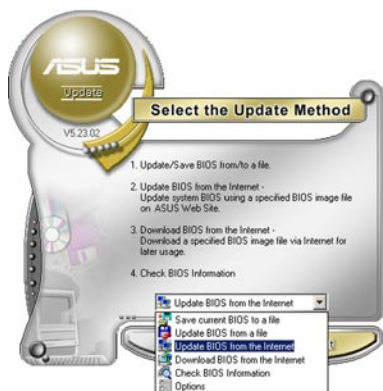 ASUS
Update
V5.23.02
Select the Update Method
1. Update/Save BIOS from/to a file.
2. Update BIOS from the Internet -
Update system BIOS using a specified BIOS image file
on ASUS Web Site.
3. Download BIOS from the Internet -
Download a specified BIOS image file via Internet for
later usage.
4. Check BIOS Information
Update BIOS from the Internet
Save current BIOS to a file
Update BIOS from a file
Update BIOS from the Internet
Download BIOS from the Internet
Check BIOS Information
Options